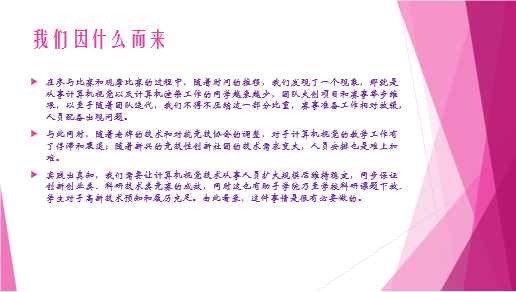 我们因什么而来
在参与比赛和观摩比赛的过程中，随着时间的推移，我们发现了一个现象，那就是
从事计算机视觉以及计算机渲染工作的同学越来越少，团队大创项目和赛事举步维
艰，以至于随着团队迭代，我们不得不压缩这一部分比重，赛事准备工作相对放缓，
人员配备出现问题。
与此同时，随着老牌的技术和对抗竞技协会的调整，对于计算机视觉的教学工作有
了停滞和衰退；随着新兴的竞技性创新社团的技术需求变大，人员安排也是难上加
难。
实践出真知，我们需要让计算机视觉技术从事人员扩大规模后维持稳定，同步保证
创新创业类、科研技术类竞赛的成效，同时这也有助于学院乃至学校科研课题下放、
学生对于高新技术预知和履历充足。由此看来，这件事情是很有必要做的。